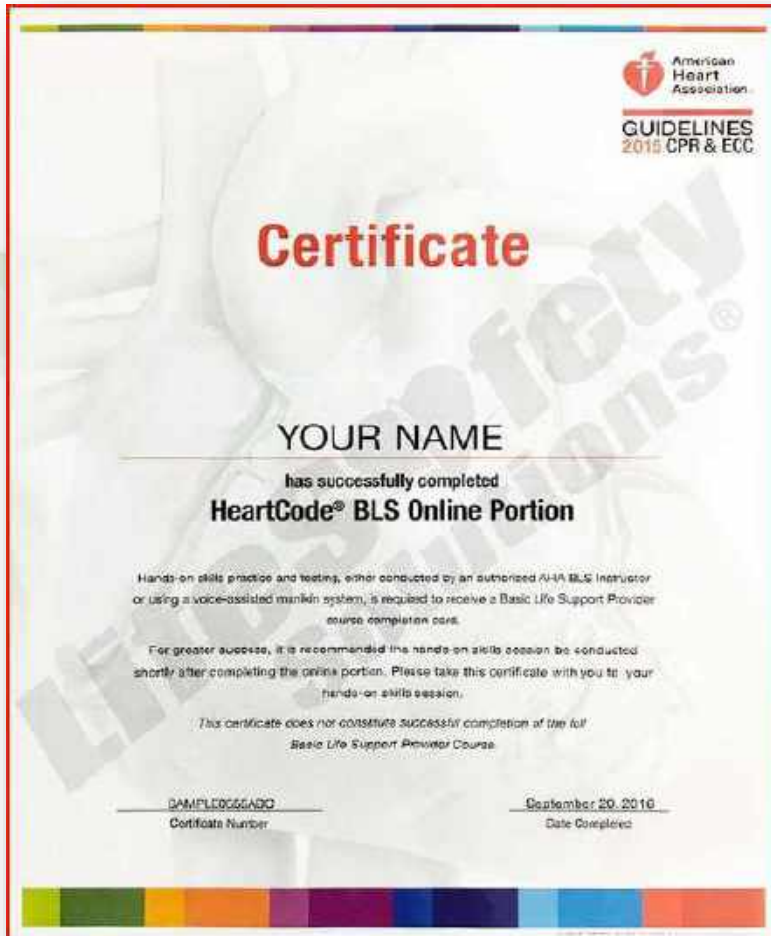 American
Heart
Association
GUIDELINES
2015 CPR & ECC
Certificate
YOUR NAME
has successfully completed
HeartCode® BLS Online Portion
Hands-on skills practice and testing, either conducted by an authorized AHA BLS Instructor
or using a voice-assisted manikin system, is required to receive a Basic Life Support Provider
course completion card.
For greater success, it is recommended the hands-on skills session be conducted
shortly after completing the online portion. Please take this certificate with you to your
hands-on skills session.
This certificate does not constitute successful completion of the full
Basic Life Support Provider Course.
Certificate Number
September 20, 2016
Date Completed
LifeSafety
Solutions®